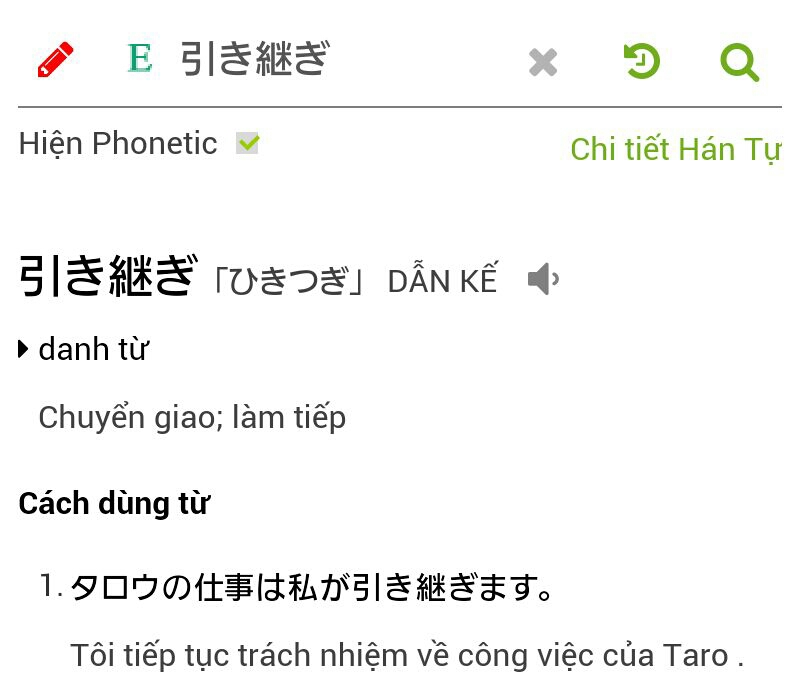 E 引き継ぎ
Hiện Phonetic
Chi tiết Hán Tự
引き継ぎ 「ひきつぎ」 DẪN KẾ
danh từ
Chuyển giao; làm tiếp
Cách dùng từ
1. タロウの仕事は私が引き継ぎます。
Tôi tiếp tục trách nhiệm về công việc của Taro .